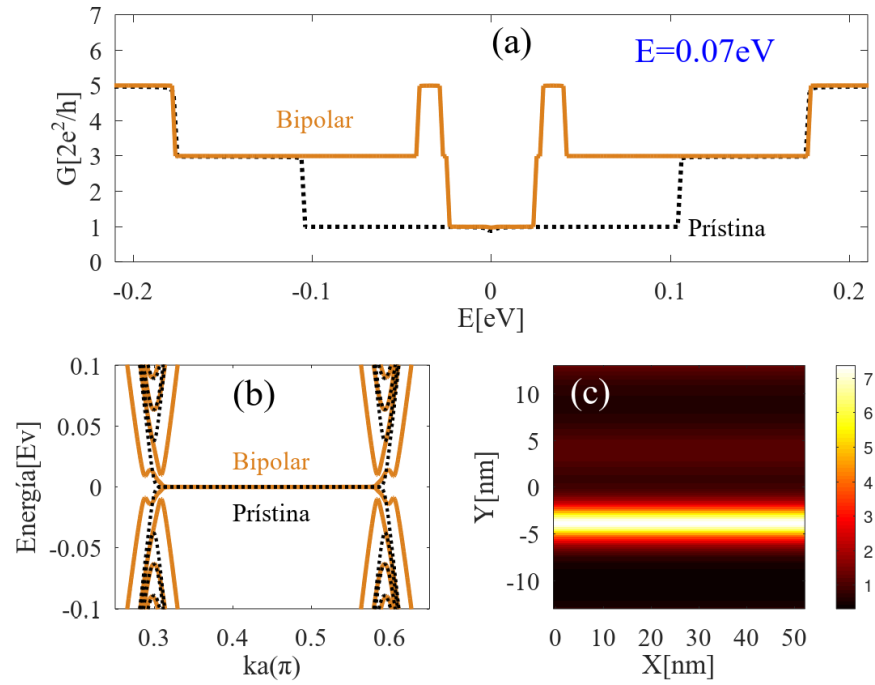 7
6
5
4
3
2
1
0
G[2e²/h]
(a)
E=0.07eV
Bipolar
Prístina
-0.2
-0.1
0
0.1
0.2
E[eV]
0.1
0.05
0
-0.05
-0.1
Energía[Ev]
(b)
Bipolar
Prístina
0.3
0.4
0.5
0.6
ka(π)
10
5
0
-5
-10
Y[nm]
(c)
0
10
20
30
40
50
X[nm]
7
6
5
4
3
2
1